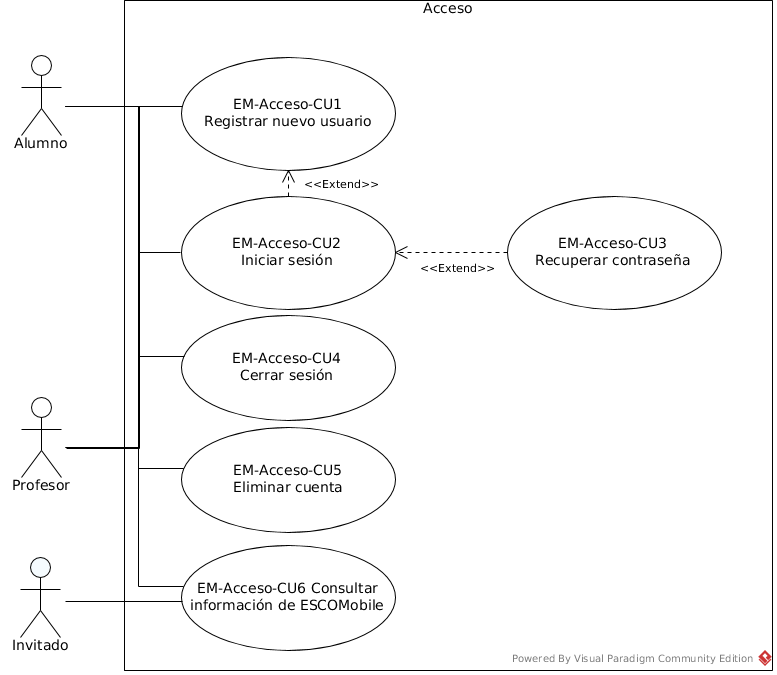 Acceso
EM-Acceso-CU1
Registrar nuevo usuario
Alumno
<<Extend>>
EM-Acceso-CU2
Iniciar sesión
EM-Acceso-CU3
Recuperar contraseña
<<Extend>>
EM-Acceso-CU4
Cerrar sesión
EM-Acceso-CU5
Eliminar cuenta
Profesor
EM-Acceso-CU6 Consultar
información de ESCOMobile
Invitado
Powered By Visual Paradigm Community Edition